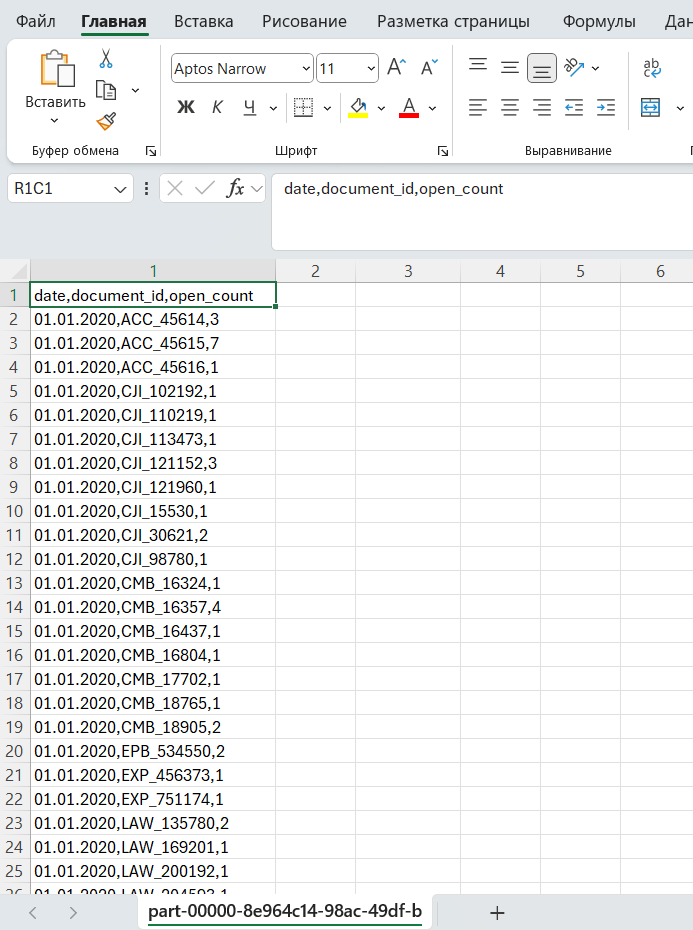 Файл Главная Вставка Рисование Разметка страницы Формулы Дан
Aptos Narrow 11
Вставить
Ж К Ч А
Буфер обмена Шрифт Выравнивание
R1C1 fx date,document_id,open_count
1 2 3 4 5 6
1 date,document_id,open_count
2 01.01.2020,ACC_45614,3
3 01.01.2020,ACC_45615,7
4 01.01.2020,ACC_45616,1
5 01.01.2020,CJI_102192,1
6 01.01.2020,CJI_110219,1
7 01.01.2020,CJI_113473,1
8 01.01.2020,CJI_121152,3
9 01.01.2020,CJI_121960,1
10 01.01.2020,CJI_15530,1
11 01.01.2020,CJI_30621,2
12 01.01.2020,CJI_98780,1
13 01.01.2020,CMB_16324,1
14 01.01.2020,CMB_16357,4
15 01.01.2020,CMB_16437,1
16 01.01.2020,CMB_16804,1
17 01.01.2020,CMB_17702,1
18 01.01.2020,CMB_18765,1
19 01.01.2020,CMB_18905,2
20 01.01.2020,EPB_534550,2
21 01.01.2020,EXP_456373,1
22 01.01.2020,EXP_751174,1
23 01.01.2020,LAW_135780,2
24 01.01.2020,LAW_169201,1
25 01.01.2020,LAW_200192,1
26 01.01.2020,LAW_204593,1
part-00000-8e964c14-98ac-49df-b